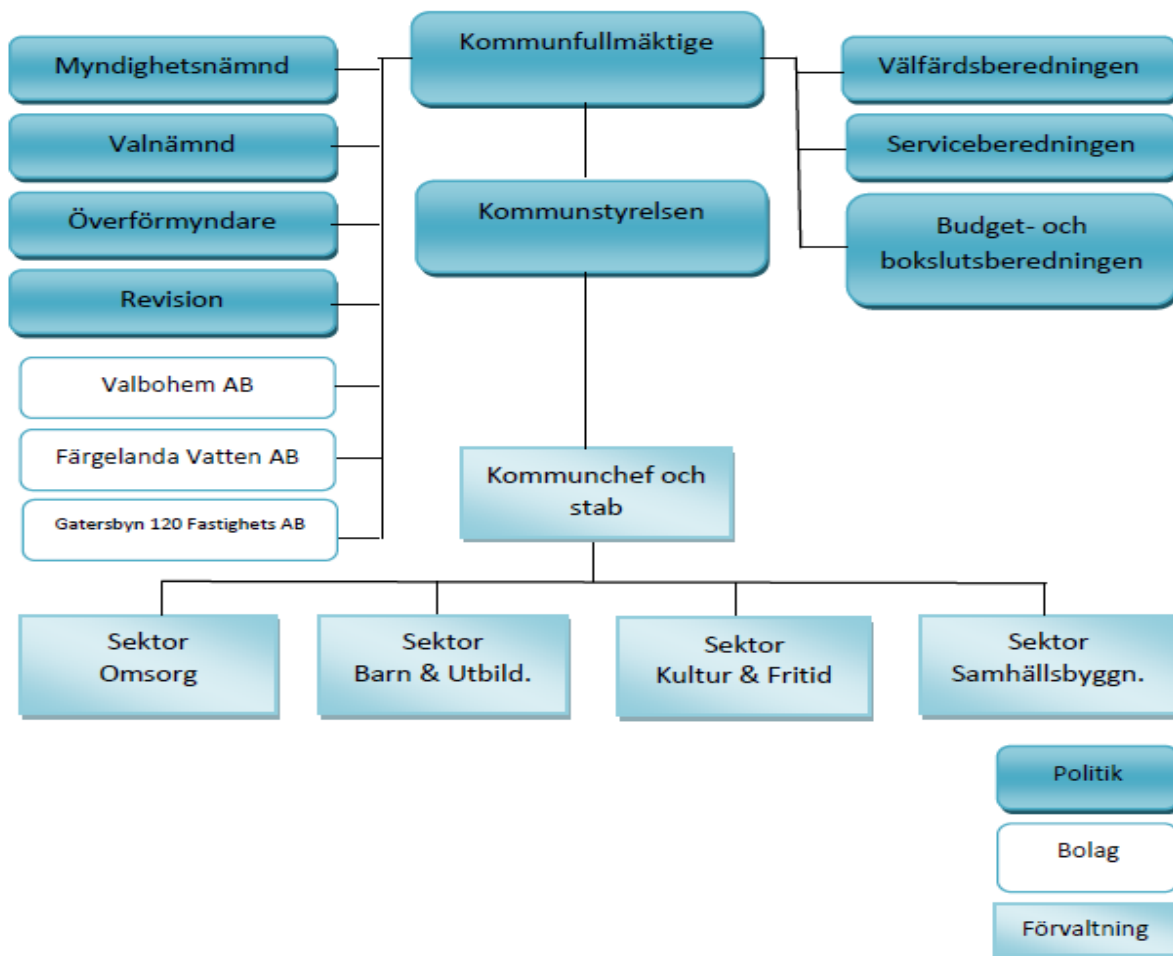 Kommunfullmäktige
Myndighetsnämnd
Valnämnd
Överförmyndare
Revision
Valbohem AB
Färgelanda Vatten AB
Gatersbyn 120 Fastighets AB
Välfärdsberedningen
Serviceberedningen
Budget- och
bokslutsberedningen
Kommunstyrelsen
Kommunchef och
stab
Sektor
Omsorg
Sektor
Barn & Utbild.
Sektor
Kultur & Fritid
Sektor
Samhällsbyggn.
Politik
Bolag
Förvaltning